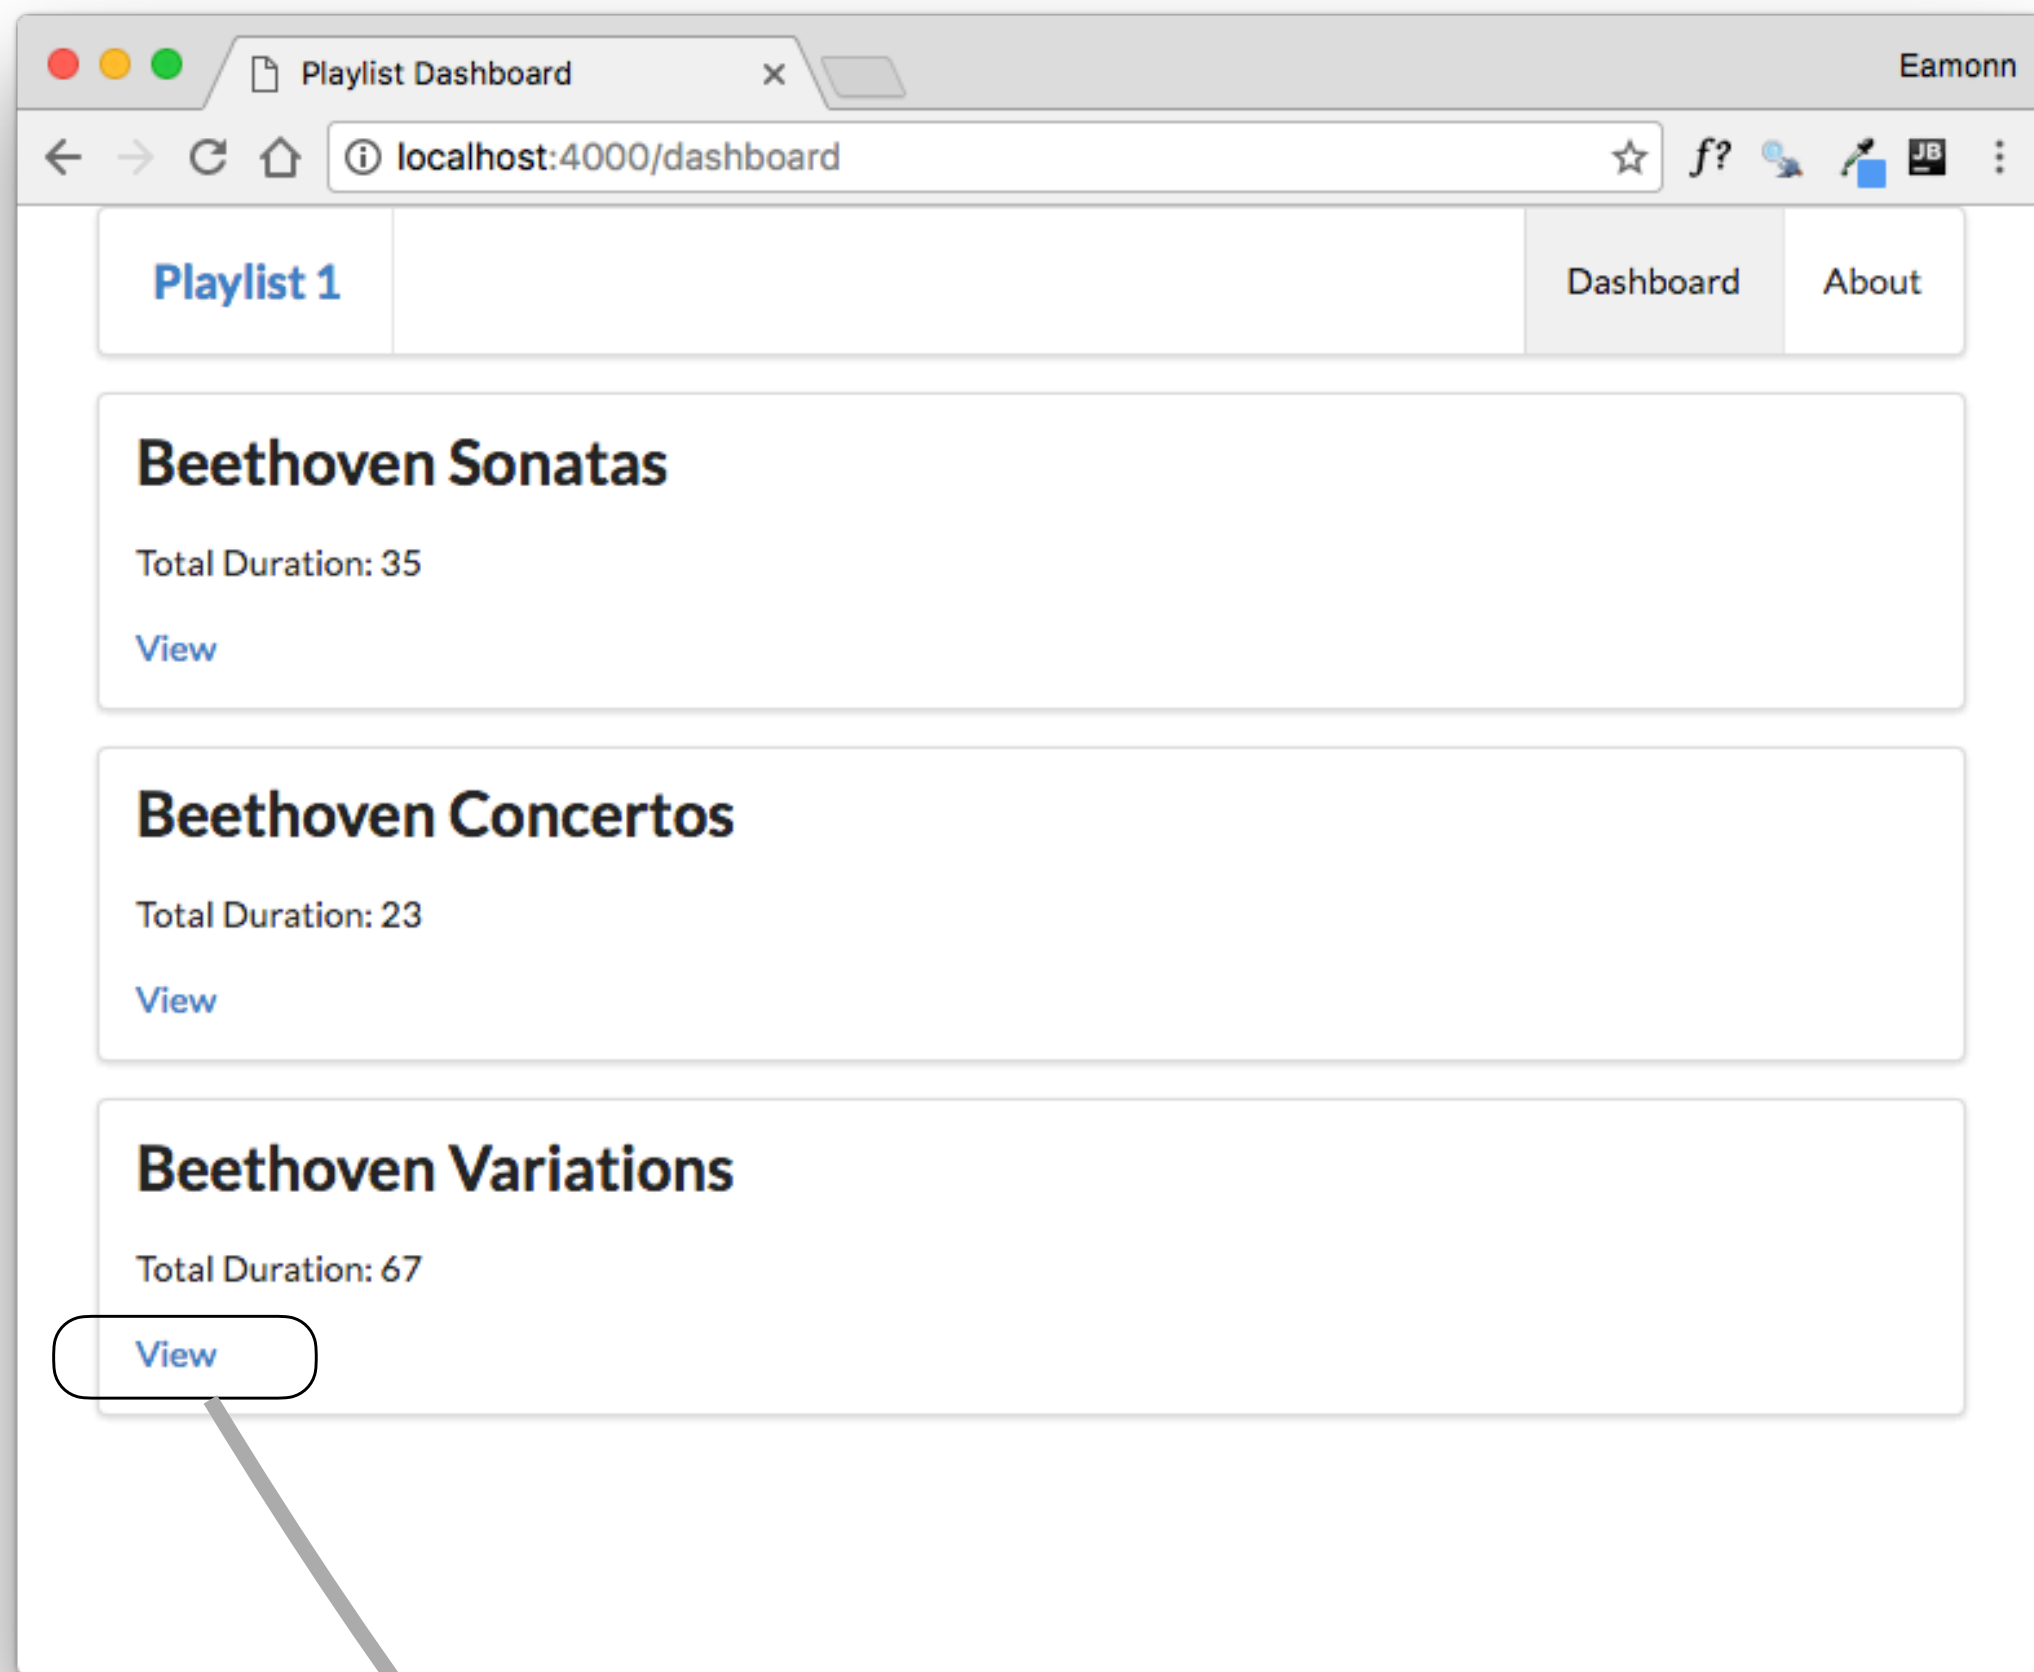 Playlist Dashboard
Eamonn
localhost:4000/dashboard
f?
JB
Playlist 1
Dashboard
About
Beethoven Sonatas
Total Duration: 35
View
Beethoven Concertos
Total Duration: 23
View
Beethoven Variations
Total Duration: 67
View